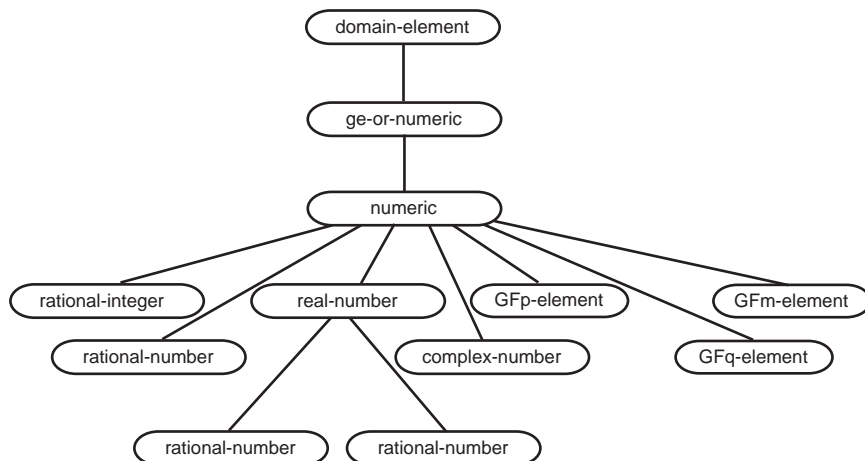 domain-element
ge-or-numeric
numeric
rational-integer
real-number
GFp-element
GFm-element
rational-number
complex-number
GFq-element
rational-number
rational-number